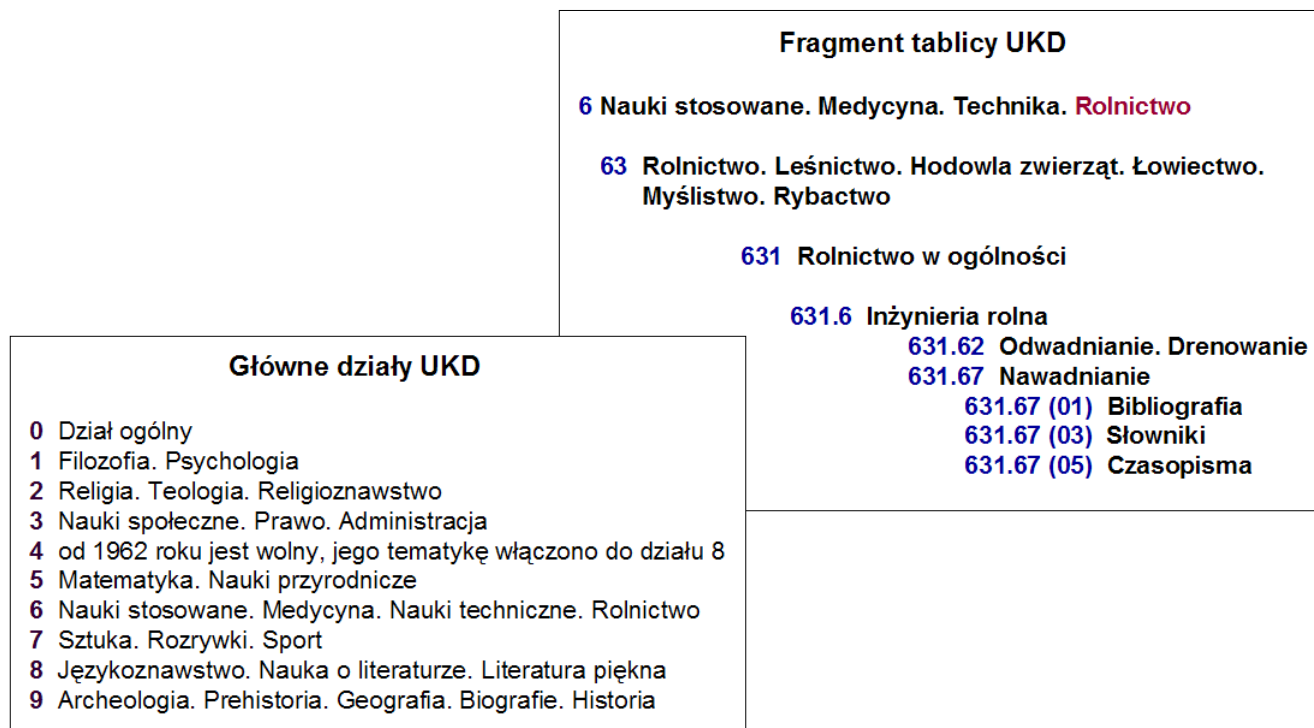 Fragment tablicy UKD
6 Nauki stosowane. Medycyna. Technika. Rolnictwo
63 Rolnictwo. Leśnictwo. Hodowla zwierząt. Łowiectwo.
Myślistwo. Rybactwo
631 Rolnictwo w ogólności
631.6 Inżynieria rolna
631.62 Odwadnianie. Drenowanie
631.67 Nawadnianie
631.67 (01) Bibliografia
631.67 (03) Słowniki
631.67 (05) Czasopisma
Główne działy UKD
0 Dział ogólny
1 Filozofia. Psychologia
2 Religia. Teologia. Religioznawstwo
3 Nauki społeczne. Prawo. Administracja
4 od 1962 roku jest wolny, jego tematykę włączono do działu 8
5 Matematyka. Nauki przyrodnicze
6 Nauki stosowane. Medycyna. Nauki techniczne. Rolnictwo
7 Sztuka. Rozrywki. Sport
8 Językoznawstwo. Nauka o literaturze. Literatura piękna
9 Archeologia. Prehistoria. Geografia. Biografie. Historia